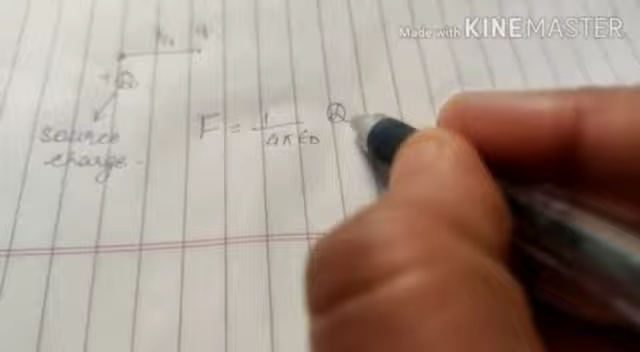 Made with KINEMASTER
+Q
source
charge.
F = 1/4πε0 Q